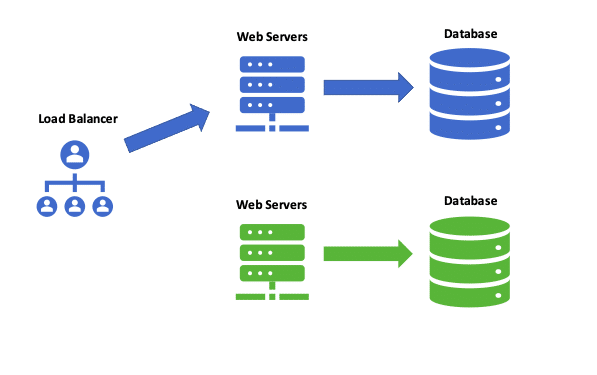 Web Servers
Database
Load Balancer
Web Servers
Database